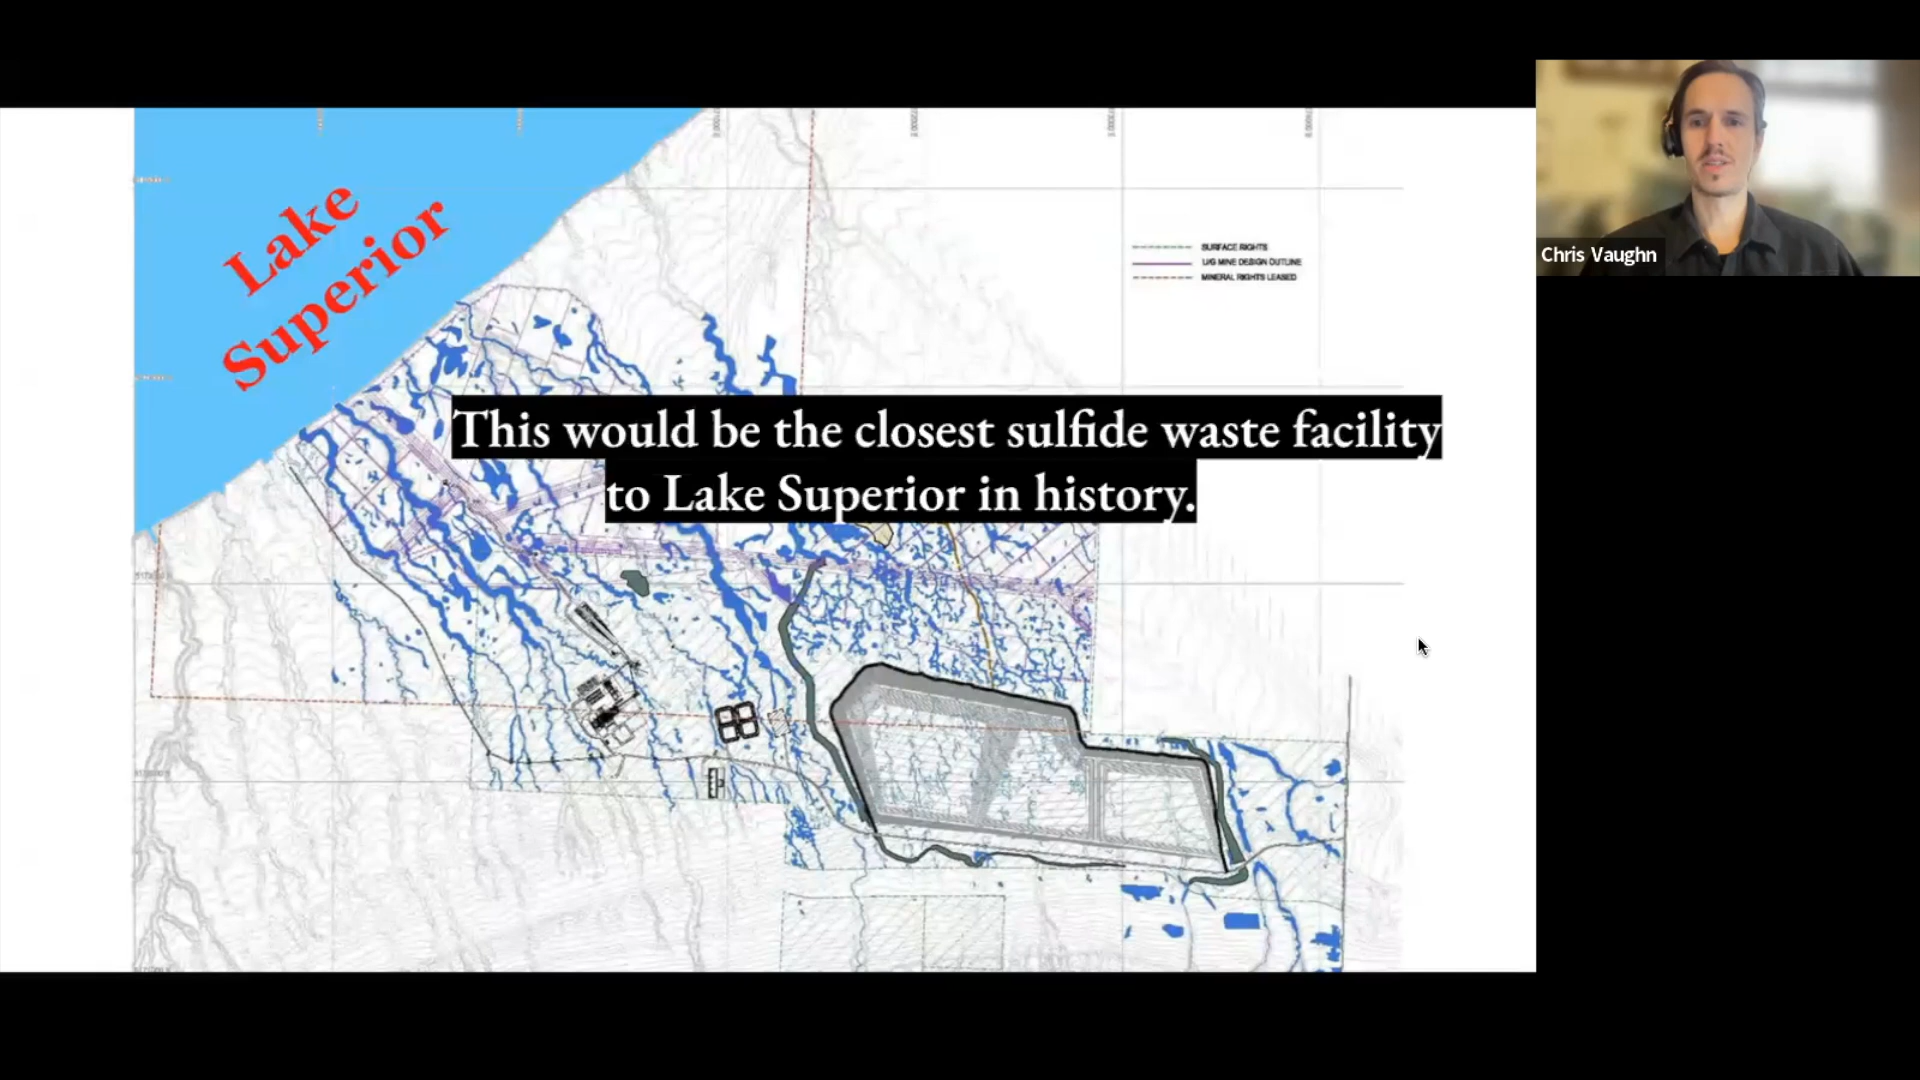 Lake
Superior
SURFACE RIGHTS
U/G MINE DESIGN OUTLINE
MINERAL RIGHTS LEASED
This would be the closest sulfide waste facility
to Lake Superior in history.
Chris Vaughn